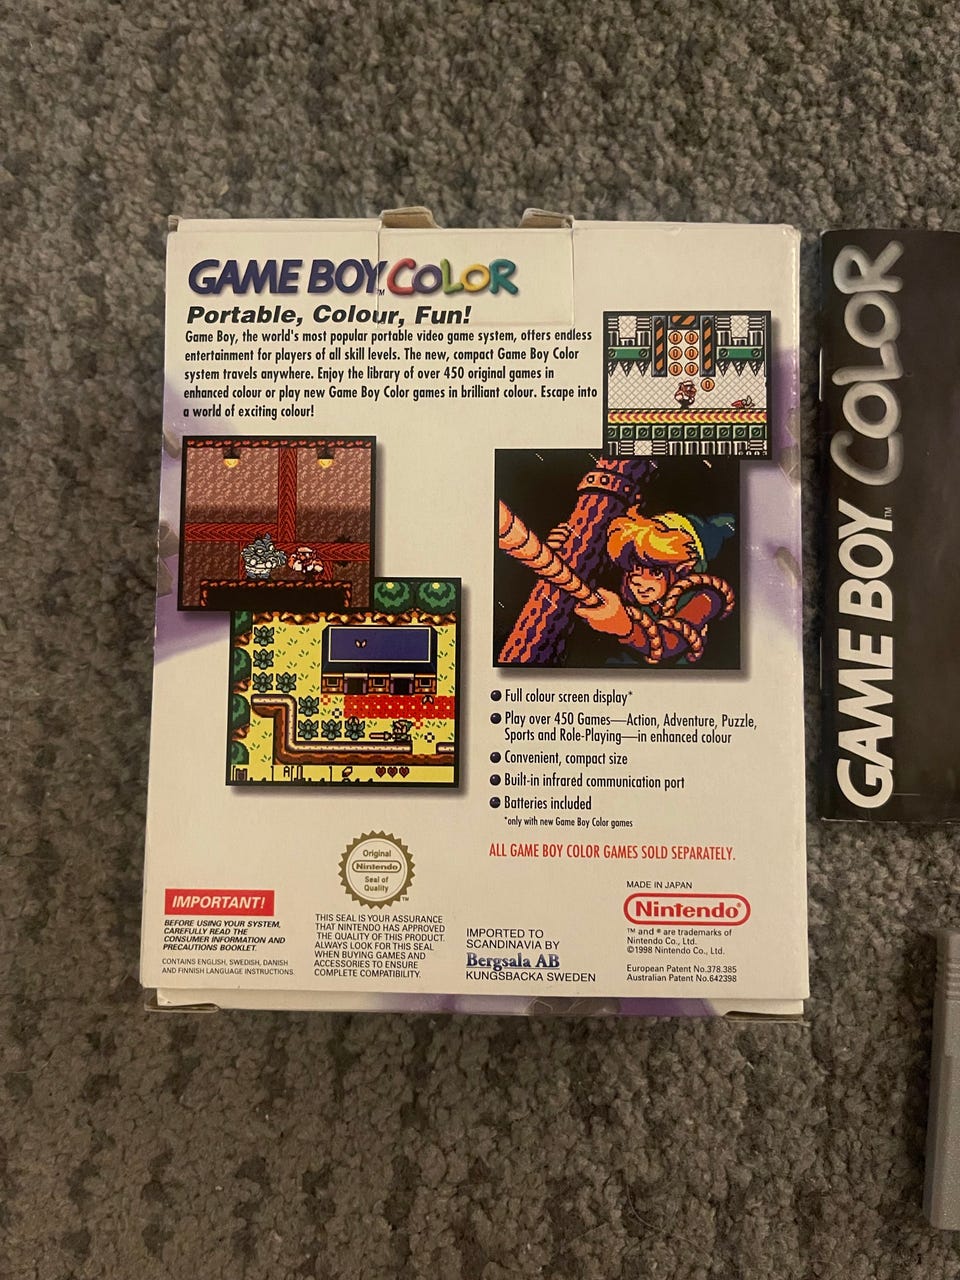 GAME BOY COLOR
TM
Portable, Colour, Fun!
Game Boy, the world's most popular portable video game system, offers endless
entertainment for players of all skill levels. The new, compact Game Boy Color
system travels anywhere. Enjoy the library of over 450 original games in
enhanced colour or play new Game Boy Color games in brilliant colour. Escape into
a world of exciting colour!
Full colour screen display*
Play over 450 Games—Action, Adventure, Puzzle,
Sports and Role-Playing—in enhanced colour
Convenient, compact size
Built-in infrared communication port
Batteries included
*only with new Game Boy Color games
ALL GAME BOY COLOR GAMES SOLD SEPARATELY.
IMPORTANT!
BEFORE USING YOUR SYSTEM,
CAREFULLY READ THE
CONSUMER INFORMATION AND
PRECAUTIONS BOOKLET.
CONTAINS ENGLISH, SWEDISH, DANISH
AND FINNISH LANGUAGE INSTRUCTIONS.
Original
Nintendo
Seal of
Quality
TM
THIS SEAL IS YOUR ASSURANCE
THAT NINTENDO HAS APPROVED
THE QUALITY OF THIS PRODUCT.
ALWAYS LOOK FOR THIS SEAL
WHEN BUYING GAMES AND
ACCESSORIES TO ENSURE
COMPLETE COMPATIBILITY.
IMPORTED TO
SCANDINAVIA BY
Bergsala AB
KUNGSBACKA SWEDEN
MADE IN JAPAN
Nintendo®
™ and ® are trademarks of
Nintendo Co., Ltd.
©1998 Nintendo Co., Ltd.
European Patent No.378.385
Australian Patent No.642398
GAME BOY COLOR
TM